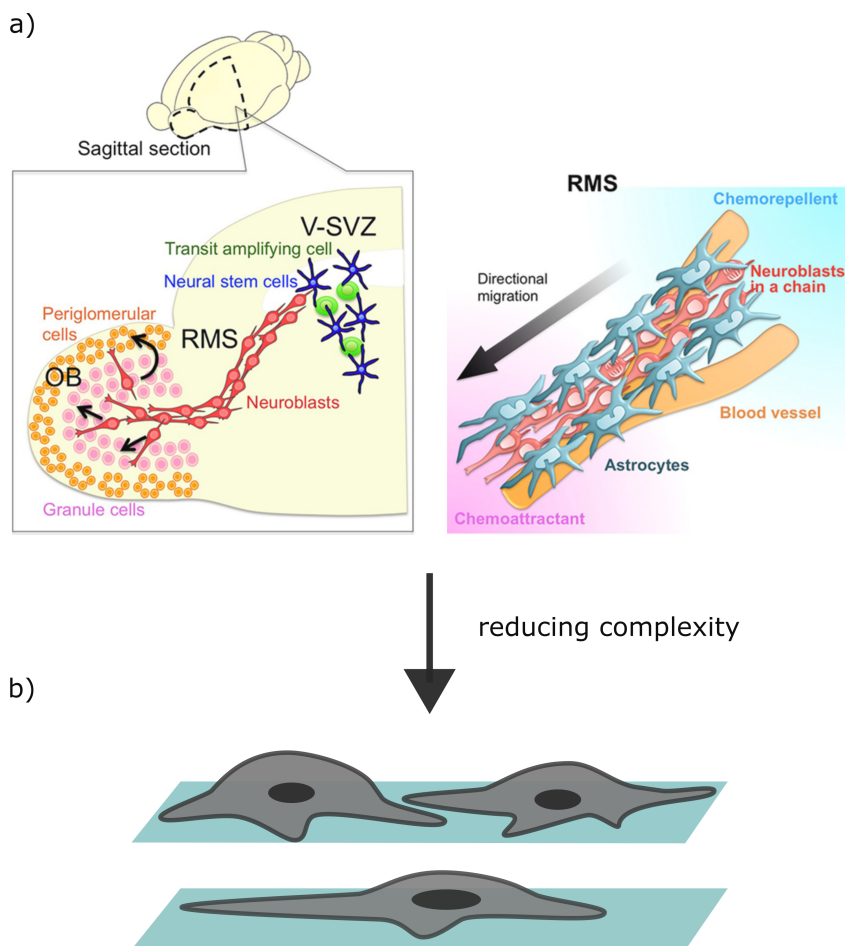 a)
Sagittal section
V-SVZ
Transit amplifying cell
Neural stem cells
Periglomerular
cells
RMS
OB
Neuroblasts
Granule cells
RMS
Chemorepellent
Directional
migration
Neuroblasts
in a chain
Blood vessel
Astrocytes
Chemoattractant
reducing complexity
b)